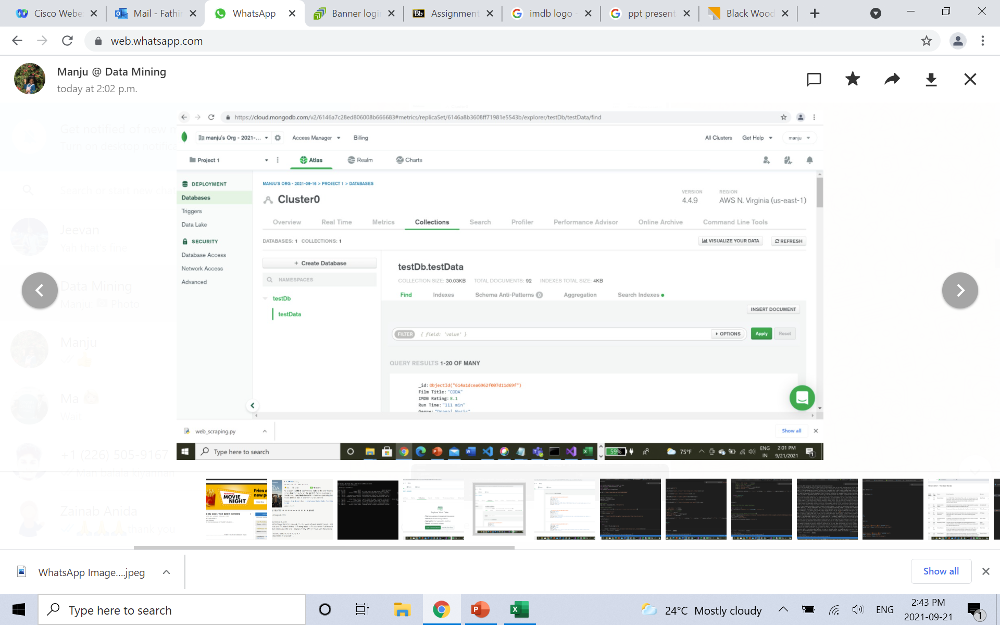 Cisco Webe
Mail - Fathir
WhatsApp
Banner logi
Assignment
imdb logo -
ppt present
Black Wood
web.whatsapp.com
Manju @ Data Mining
today at 2:02 p.m.
Get notified of new m
Turn on desktop notifica
Search or start new chat
Jeevan
Yah that's fine
Data Mining
Manju: Photo
Manju
Ma
Wait
+1 (226) 505-9167
Man balala kiyannan
Zainab Anida
thank you
https://cloud.mongodb.com/v2/6146a7c28ed806008b666683#metrics/replicaSet/6146a8b3608ff71981e5543b/explorer/testDb/testData/find
manju's Org - 2021-...
Access Manager
Billing
All Clusters
Get Help
manju
Project 1
Atlas
Realm
Charts
DEPLOYMENT
Databases
Triggers
Data Lake
SECURITY
Database Access
Network Access
Advanced
MANJU'S ORG - 2021-09-16 > PROJECT 1 > DATABASES
Cluster0
VERSION
4.4.9
REGION
AWS N. Virginia (us-east-1)
Overview
Real Time
Metrics
Collections
Search
Profiler
Performance Advisor
Online Archive
Command Line Tools
DATABASES: 1 COLLECTIONS: 1
VISUALIZE YOUR DATA
REFRESH
+ Create Database
NAMESPACES
testDb
testData
testDb.testData
COLLECTION SIZE: 30.03KB TOTAL DOCUMENTS: 92 INDEXES TOTAL SIZE: 4KB
Find
Indexes
Schema Anti-Patterns 0
Aggregation
Search Indexes
INSERT DOCUMENT
FILTER { field: 'value' }
OPTIONS
Apply
Reset
QUERY RESULTS 1-20 OF MANY
_id: ObjectId("614a1dcea6962f007d11d69f")
Film Title: "CODA"
IMDB Rating: 8.1
Run Time: "111 min"
Genre: "Drama| Music"
web_scraping.py
Show all
Type here to search
59%
75°F
ENG
IN
2:01 PM
9/21/2021
1
MOVIE
NIGHT
Fries a
new po
IN 2021 THE BEST MOVIES
Explore Your Data
WhatsApp Image....jpeg
Show all
Type here to search
24°C Mostly cloudy
ENG
2:43 PM
2021-09-21
1